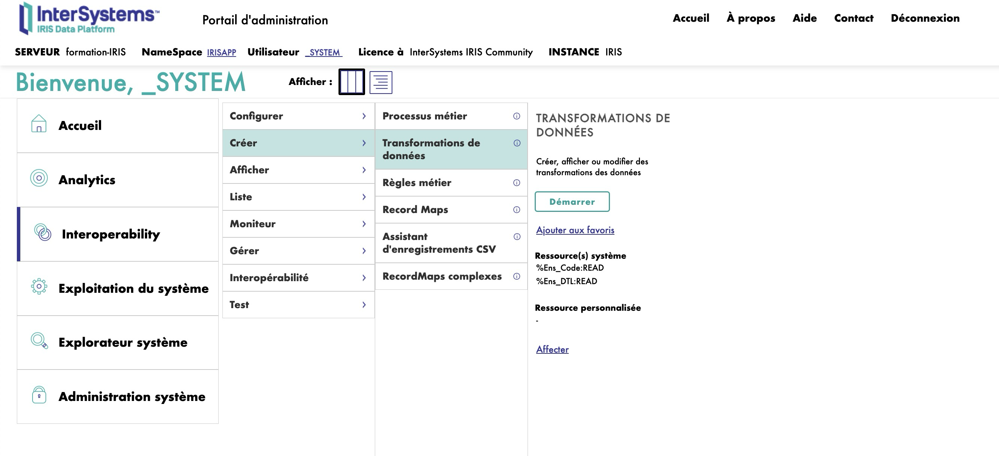 InterSystems™
IRIS Data Platform
Portail d'administration
Accueil À propos Aide Contact Déconnexion
SERVEUR formation-IRIS NameSpace IRISAPP Utilisateur _SYSTEM Licence à InterSystems IRIS Community INSTANCE IRIS
Bienvenue, _SYSTEM
Afficher :
Accueil
Analytics
Interoperability
Exploitation du système
Explorateur système
Administration système
Configurer
Créer
Afficher
Liste
Moniteur
Gérer
Interopérabilité
Test
Processus métier
Transformations de
données
Règles métier
Record Maps
Assistant
d'enregistrements CSV
RecordMaps complexes
TRANSFORMATIONS DE
DONNÉES
Créer, afficher ou modifier des
transformations des données
Démarrer
Ajouter aux favoris
Ressource(s) système
%Ens_Code:READ
%Ens_DTL:READ
Ressource personnalisée
-
Affecter